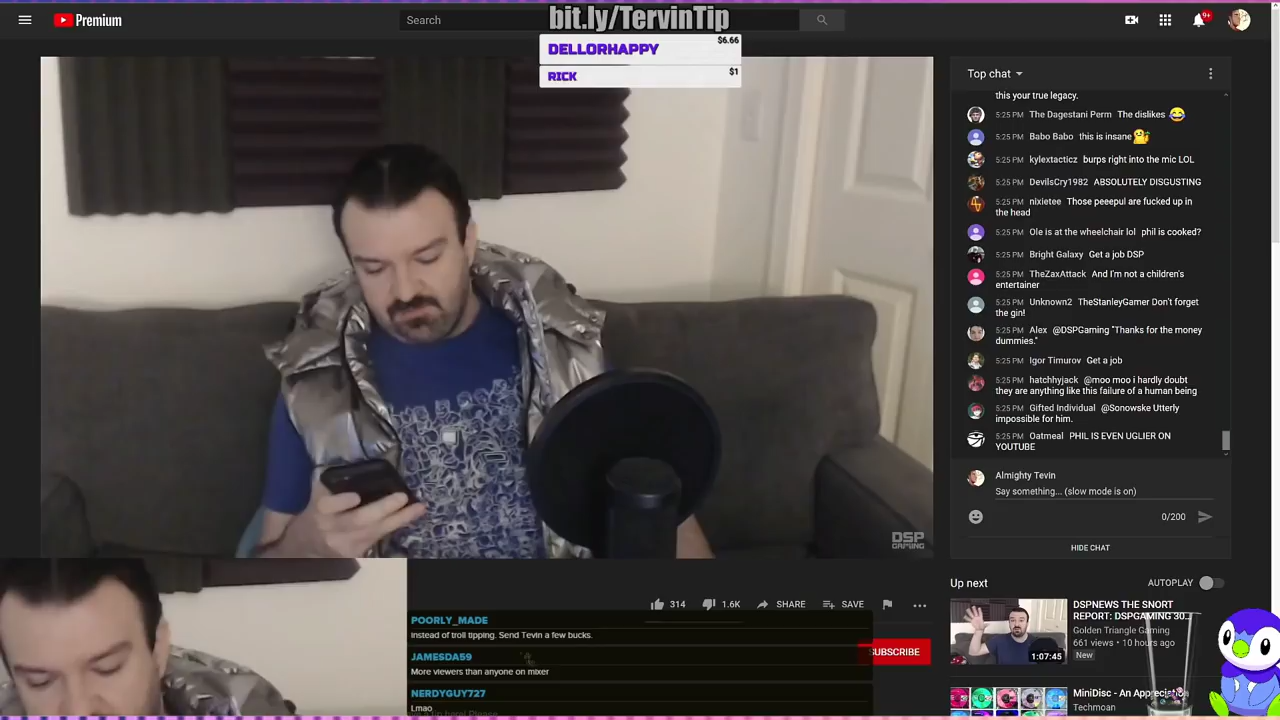 Premium
Search
bit.ly/TervinTip
9+
DELLORHAPPY $6.66
RICK $1
Top chat
this your true legacy.
5:25 PM The Dagestani Perm The dislikes
5:25 PM Babo Babo this is insane
5:25 PM kylextacticz burps right into the mic LOL
5:25 PM DevilsCry1982 ABSOLUTELY DISGUSTING
5:25 PM nixietee Those peeepul are fucked up in
the head
5:25 PM Ole is at the wheelchair lol phil is cooked?
5:25 PM Bright Galaxy Get a job DSP
5:25 PM TheZaxAttack And I'm not a children's
entertainer
5:25 PM Unknown2 TheStanleyGamer Don't forget
the gin!
5:25 PM Alex @DSPGaming "Thanks for the money
dummies."
5:25 PM Igor Timurov Get a job
5:25 PM hatchhyjack @moo moo i hardly doubt
they are anything like this failure of a human being
5:25 PM Gifted Individual @Sonowske Utterly
impossible for him.
5:25 PM Oatmeal PHIL IS EVEN UGLIER ON
YOUTUBE
Almighty Tevin
Say something... (slow mode is on)
0/200
HIDE CHAT
DSP
GAMING
314 1.6K SHARE SAVE
SUBSCRIBE
POORLY_MADE
instead of troll tipping. Send Tevin a few bucks.
JAMESDA59
More viewers than anyone on mixer
NERDYGUY727
Lmao
Up next AUTOPLAY
DSPNEWS THE SNORT
REPORT: DSPGAMING 30...
Golden Triangle Gaming
661 views • 10 hours ago
New
1:07:45
MiniDisc - An Appreciation
Techmoan